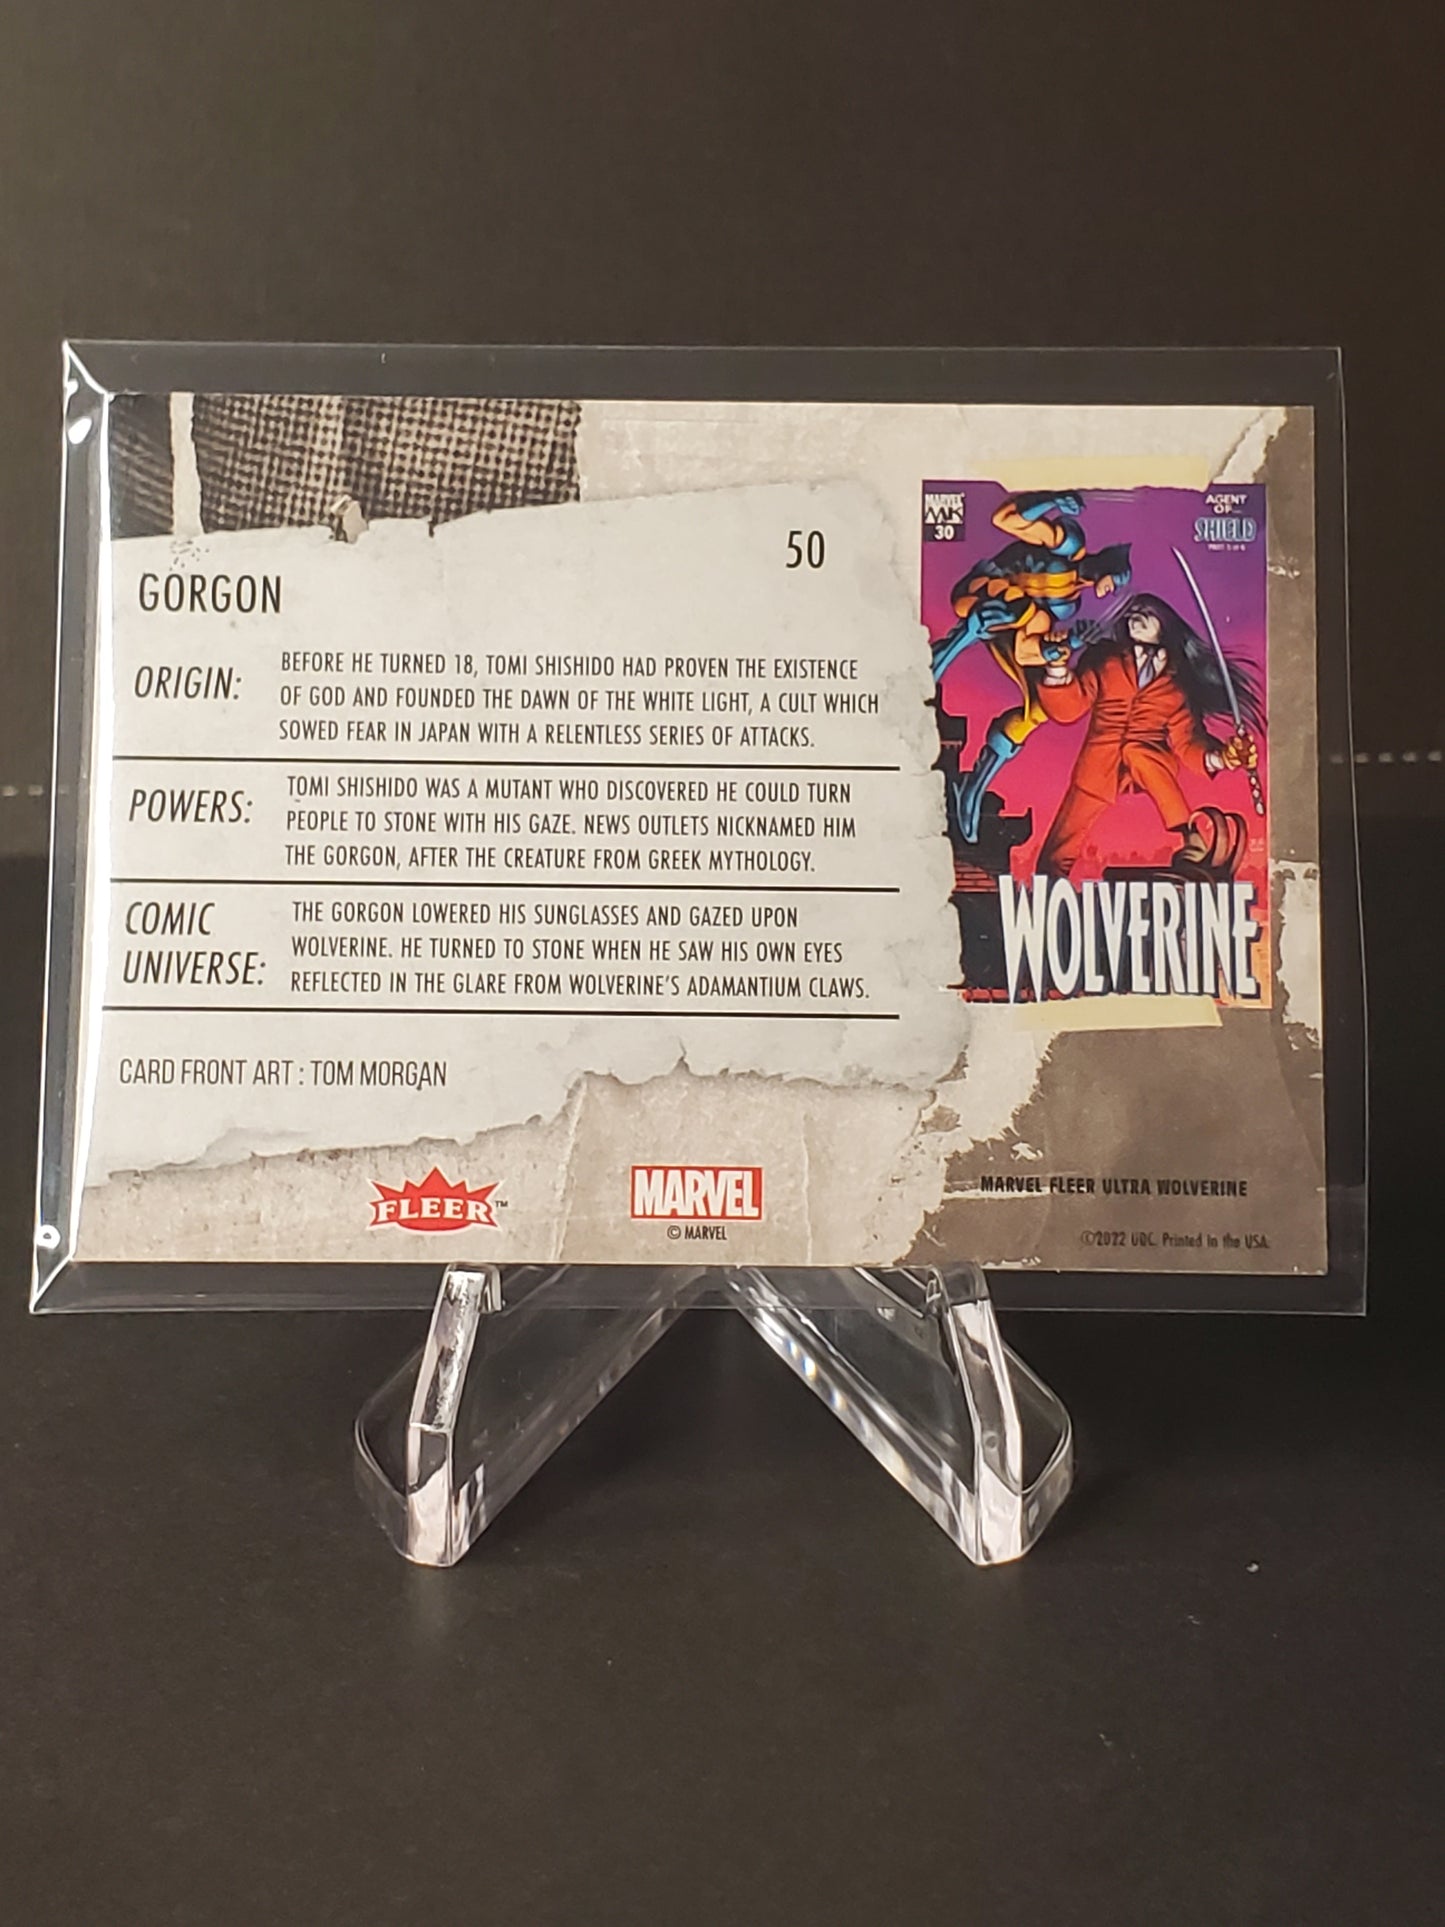 50
GORGON
ORIGIN:
BEFORE HE TURNED 18, TOMI SHISHIDO HAD PROVEN THE EXISTENCE
OF GOD AND FOUNDED THE DAWN OF THE WHITE LIGHT, A CULT WHICH
SOWED FEAR IN JAPAN WITH A RELENTLESS SERIES OF ATTACKS.
POWERS:
TOMI SHISHIDO WAS A MUTANT WHO DISCOVERED HE COULD TURN
PEOPLE TO STONE WITH HIS GAZE. NEWS OUTLETS NICKNAMED HIM
THE GORGON, AFTER THE CREATURE FROM GREEK MYTHOLOGY.
COMIC
UNIVERSE:
THE GORGON LOWERED HIS SUNGLASSES AND GAZED UPON
WOLVERINE. HE TURNED TO STONE WHEN HE SAW HIS OWN EYES
REFLECTED IN THE GLARE FROM WOLVERINE'S ADAMANTIUM CLAWS.
CARD FRONT ART : TOM MORGAN
MARVEL
MK
30
AGENT
OF...
SHIELD
WOLVERINE
FLEER™
MARVEL
© MARVEL
MARVEL FLEER ULTRA WOLVERINE
©2022 UDC. Printed in the USA.